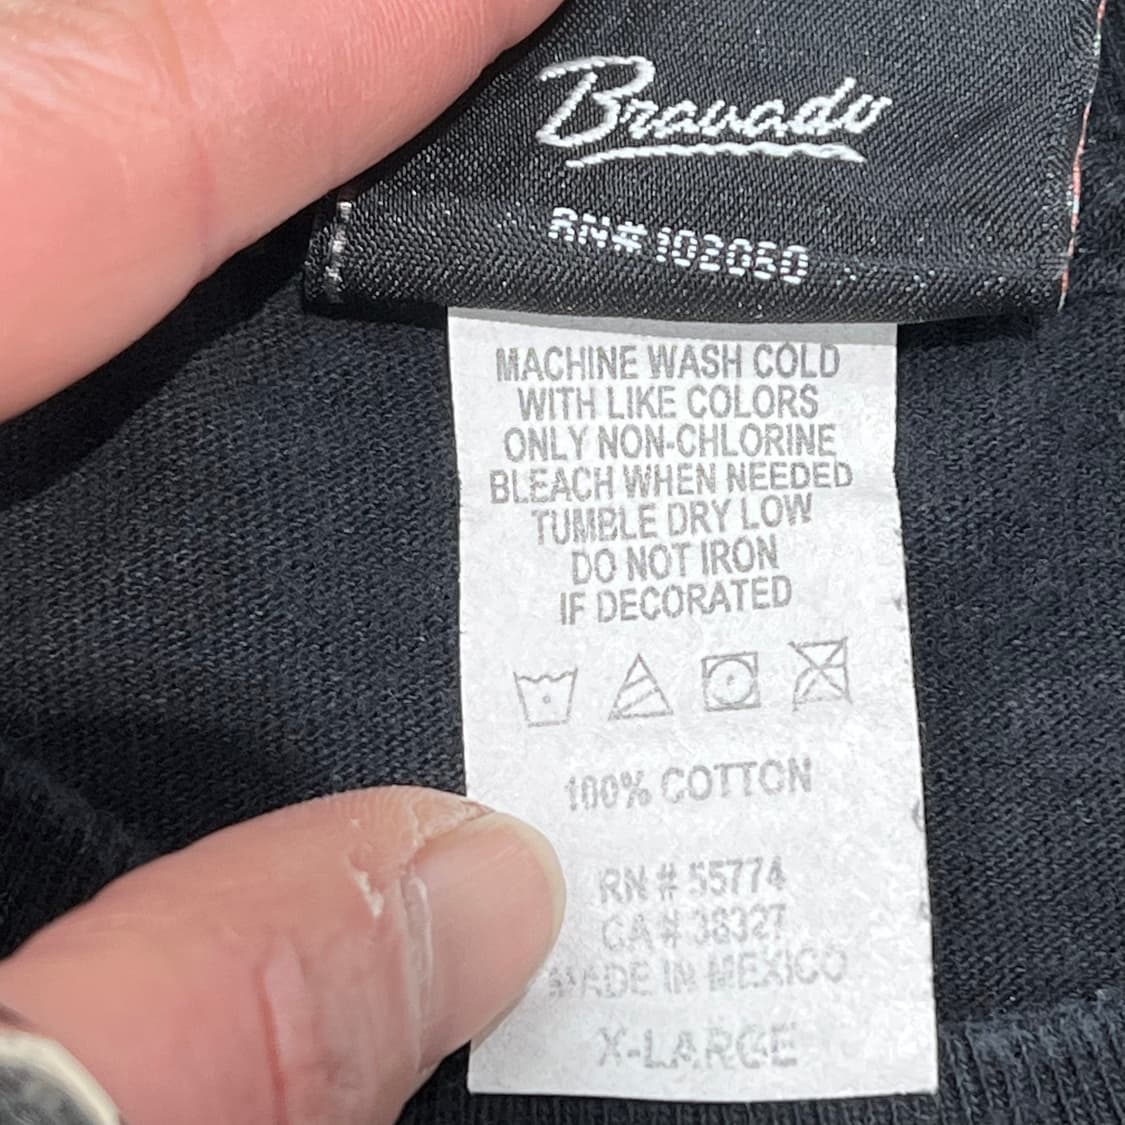 Bravado
RN# 102060
MACHINE WASH COLD
WITH LIKE COLORS
ONLY NON-CHLORINE
BLEACH WHEN NEEDED
TUMBLE DRY LOW
DO NOT IRON
IF DECORATED
100% COTTON
RN # 55774
CA # 38327
MADE IN MEXICO
X-LARGE